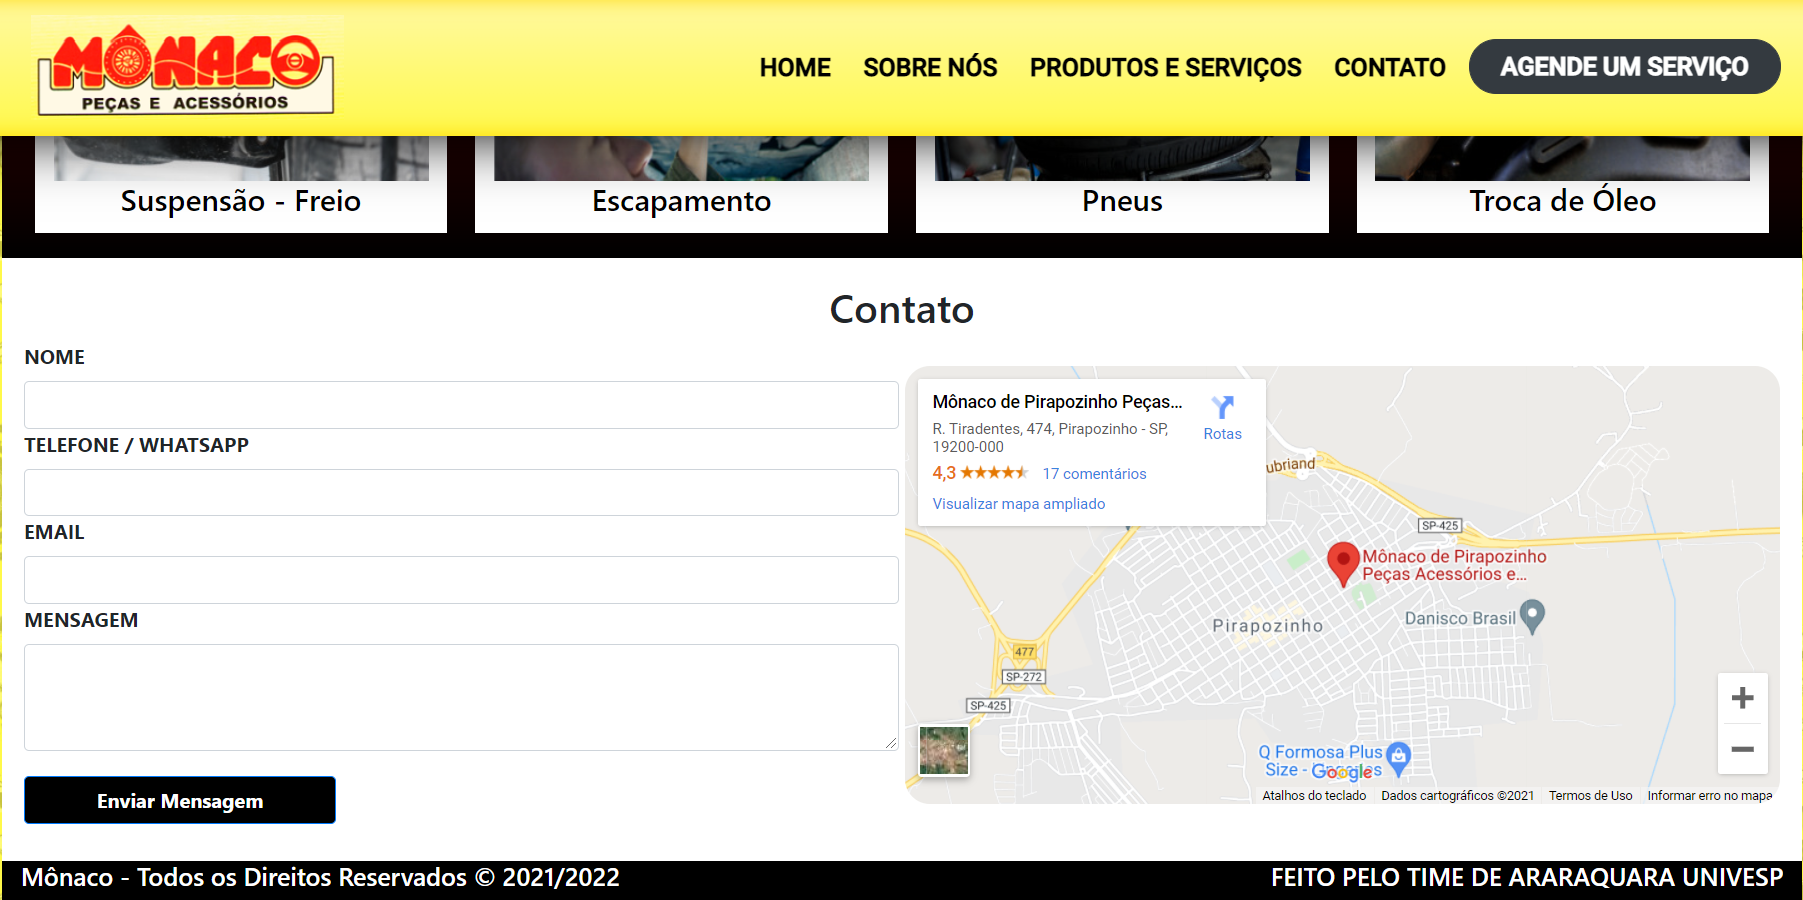 MÔNACO
PEÇAS E ACESSÓRIOS
HOME SOBRE NÓS PRODUTOS E SERVIÇOS CONTATO AGENDE UM SERVIÇO
Suspensão - Freio
Escapamento
Pneus
Troca de Óleo
Contato
NOME
TELEFONE / WHATSAPP
EMAIL
MENSAGEM
Enviar Mensagem
Mônaco de Pirapozinho Peças...
R. Tiradentes, 474, Pirapozinho - SP,
19200-000
Rotas
4,3 17 comentários
Visualizar mapa ampliado
ubriand
SP-425
Mônaco de Pirapozinho
Peças Acessórios e...
Pirapozinho
Danisco Brasil
477
SP-272
SP-425
Q Formosa Plus
Size -
Google
Atalhos do teclado Dados cartográficos ©2021 Termos de Uso Informar erro no mapa
Mônaco - Todos os Direitos Reservados © 2021/2022
FEITO PELO TIME DE ARARAQUARA UNIVESP